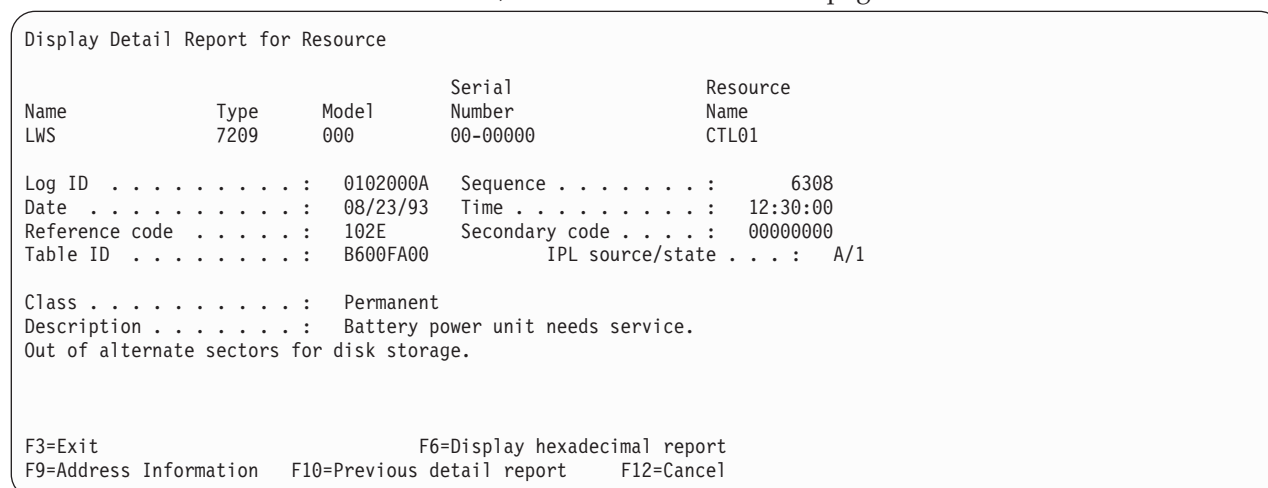 Display Detail Report for Resource
Serial Resource
Name Type Model Number Name
LWS 7209 000 00-00000 CTL01
Log ID . . . . . . . . . : 0102000A Sequence . . . . . . . : 6308
Date . . . . . . . . . . : 08/23/93 Time . . . . . . . . . : 12:30:00
Reference code . . . . . : 102E Secondary code . . . . : 00000000
Table ID . . . . . . . . : B600FA00 IPL source/state . . . : A/1
Class . . . . . . . . . . : Permanent
Description . . . . . . . : Battery power unit needs service.
Out of alternate sectors for disk storage.
F3=Exit F6=Display hexadecimal report
F9=Address Information F10=Previous detail report F12=Cancel